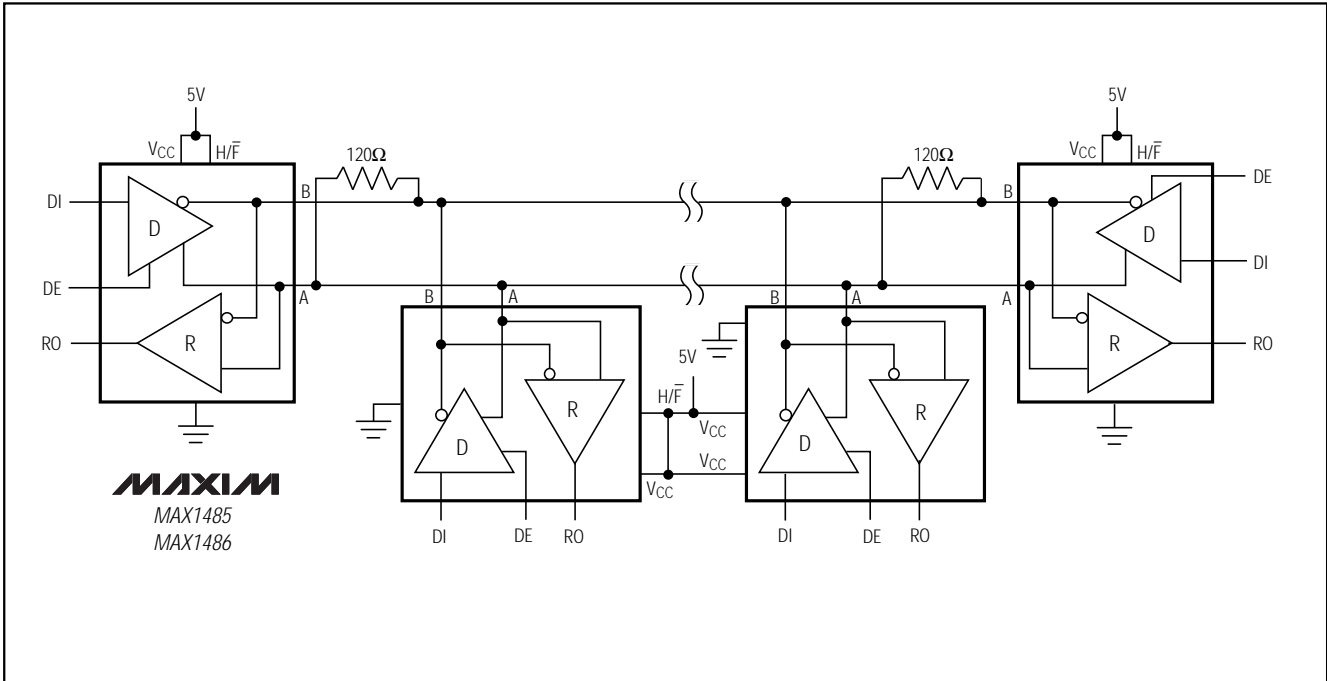 5V
5V
VCC
H/F̅
VCC
H/F̅
120Ω
120Ω
DE
DI
B
B
D
D
DI
DE
A
B
A
B
A
A
RO
R
R
RO
5V
H/F̅
R
R
VCC
D
D
VCC
VCC
MAXIM
MAX1485
MAX1486
DI
DE
RO
DI
DE
RO